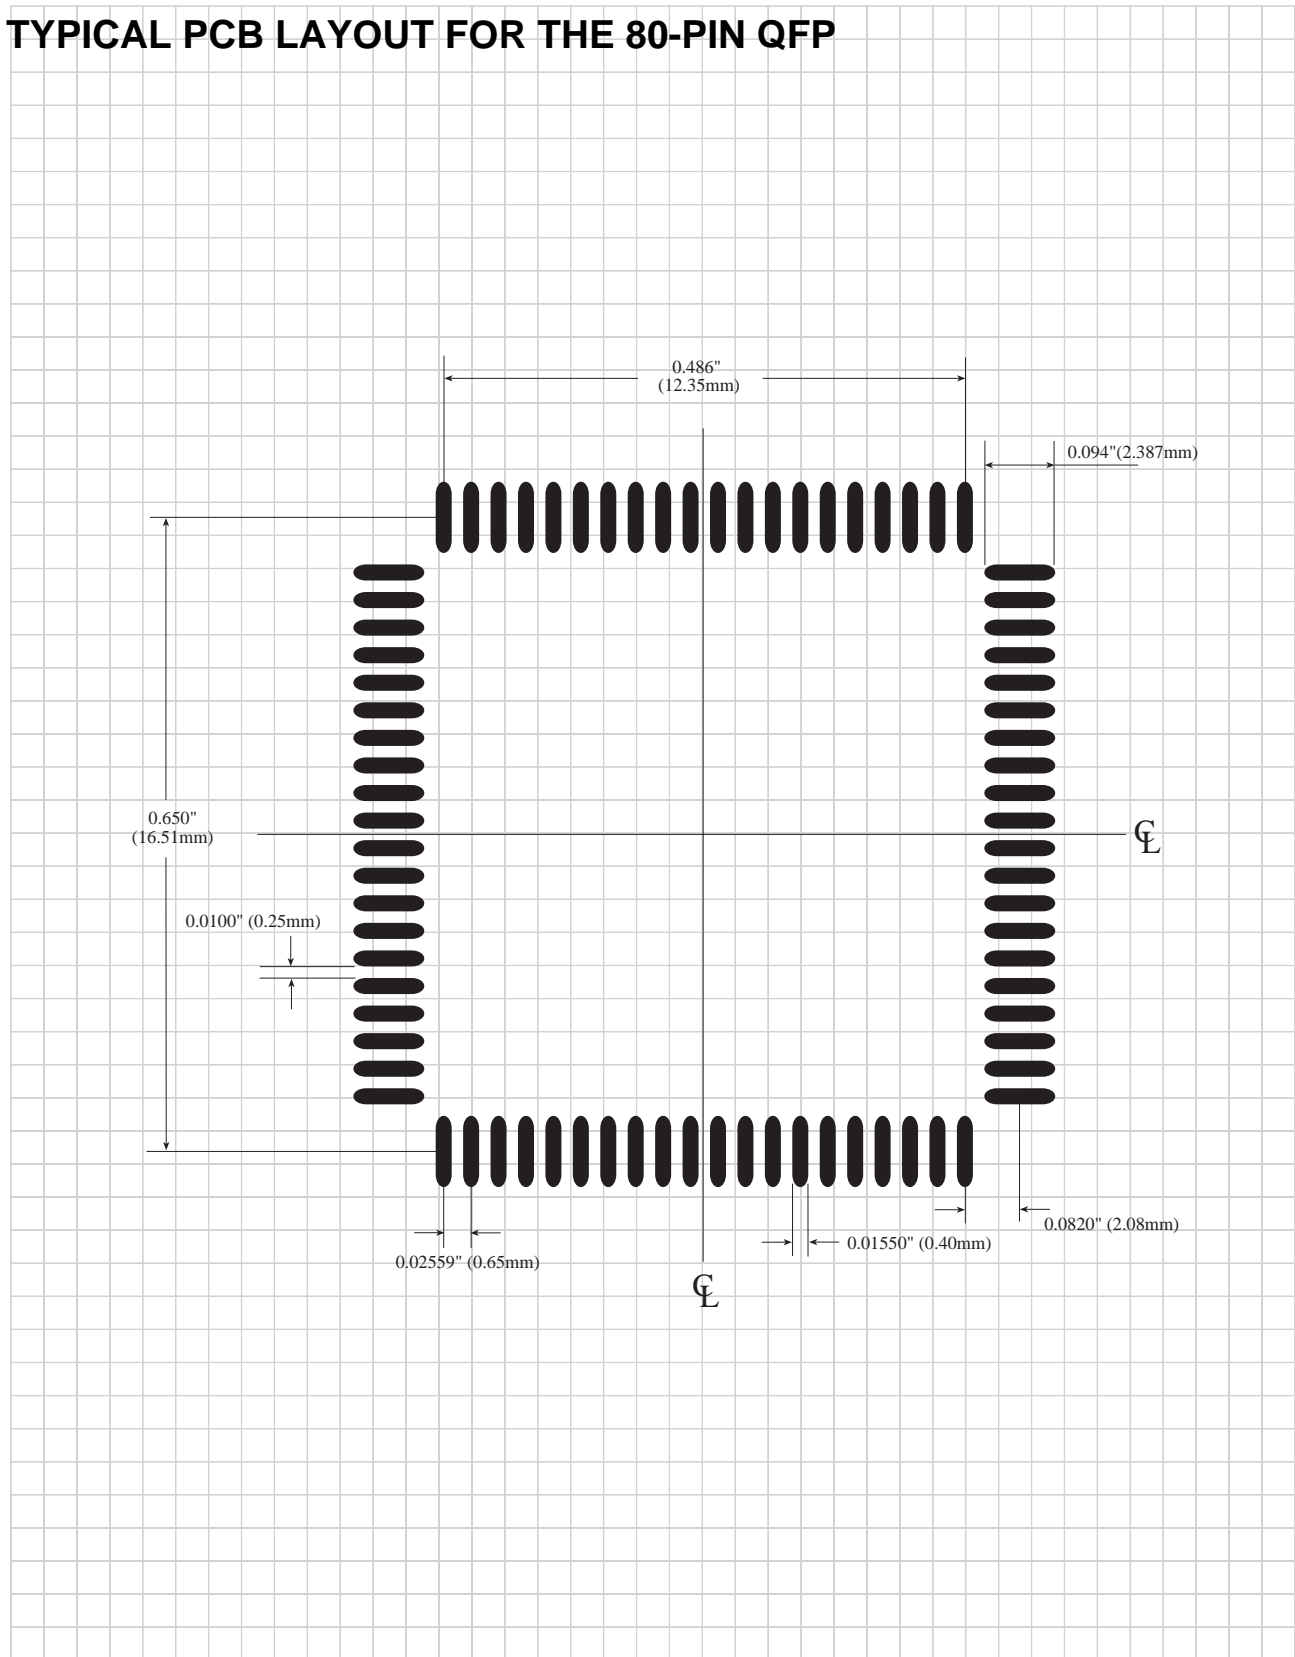 TYPICAL PCB LAYOUT FOR THE 80-PIN QFP
0.486"
(12.35mm)
0.094"(2.387mm)
0.650"
(16.51mm)
℄
0.0100" (0.25mm)
0.0820" (2.08mm)
0.01550" (0.40mm)
0.02559" (0.65mm)
℄